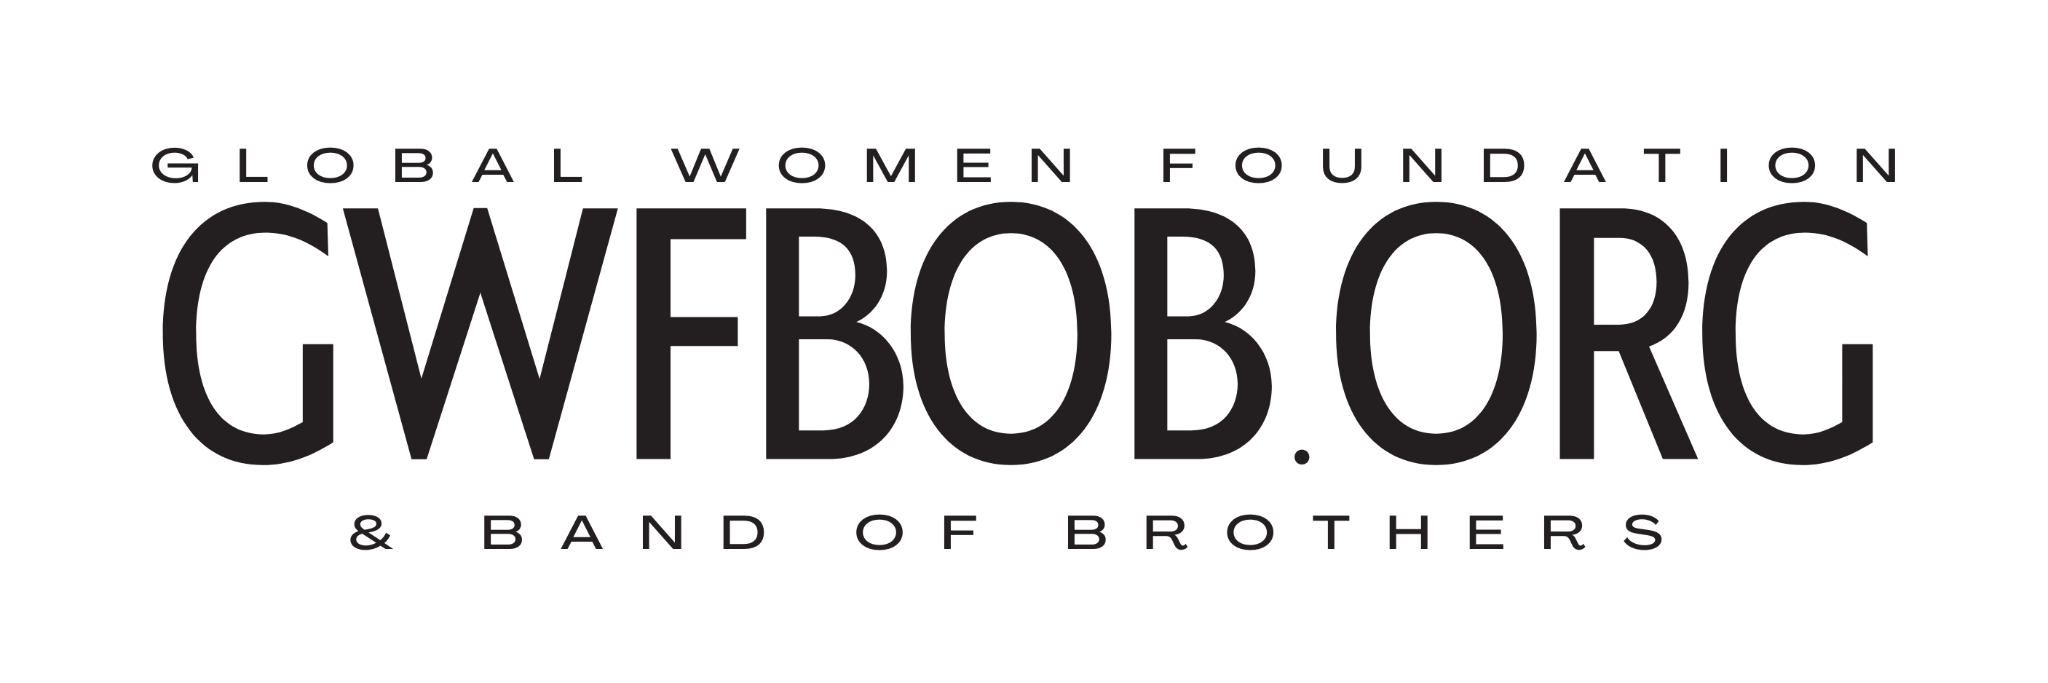 GLOBAL WOMEN FOUNDATION
GWFBOB.ORG
& BAND OF BROTHERS